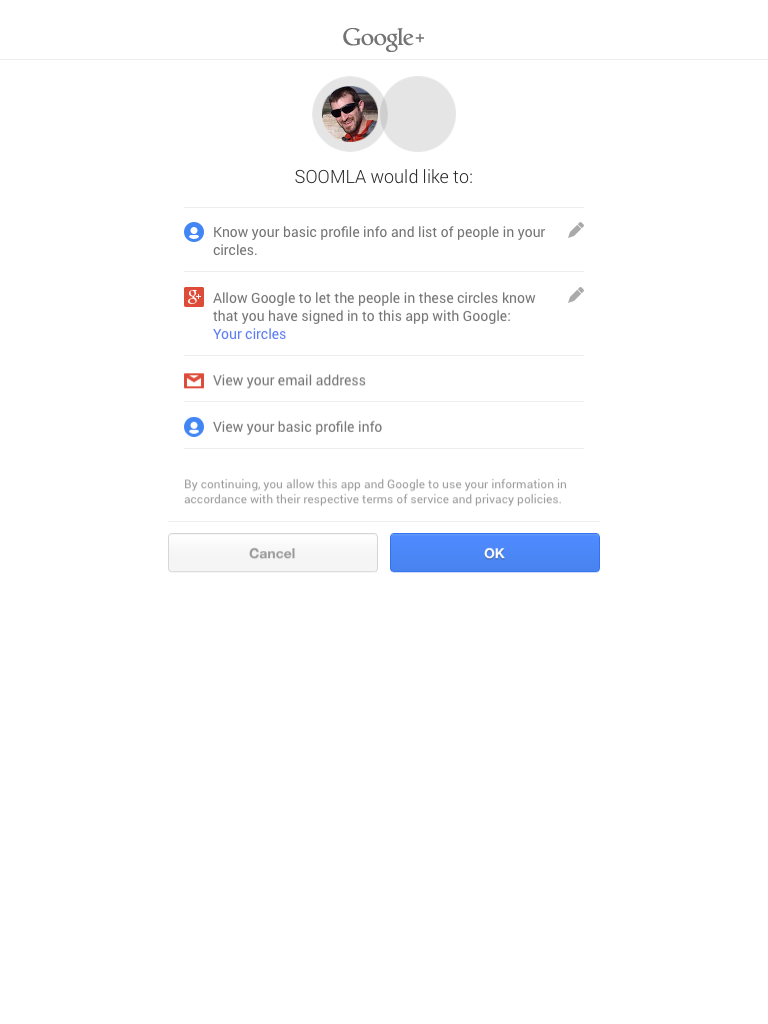 Google+
SOOMLA would like to:
Know your basic profile info and list of people in your
circles.
Allow Google to let the people in these circles know
that you have signed in to this app with Google:
Your circles
View your email address
View your basic profile info
By continuing, you allow this app and Google to use your information in
accordance with their respective terms of service and privacy policies.
Cancel
OK